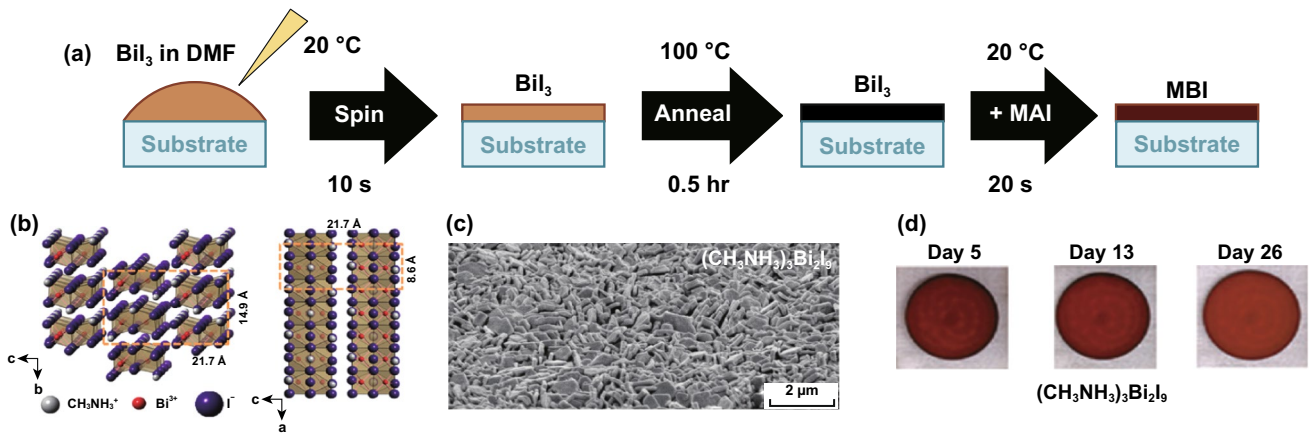 (a)
BiI₃ in DMF
20 °C
100 °C
20 °C
BiI₃
BiI₃
MBI
Spin
Anneal
+ MAI
Substrate
Substrate
Substrate
Substrate
10 s
0.5 hr
20 s
(b)
21.7 Å
8.6 Å
14.9 Å
21.7 Å
c
b
c
a
CH₃NH₃⁺
Bi³⁺
I⁻
(c)
(CH₃NH₃)₃Bi₂I₉
2 µm
(d)
Day 5
Day 13
Day 26
(CH₃NH₃)₃Bi₂I₉